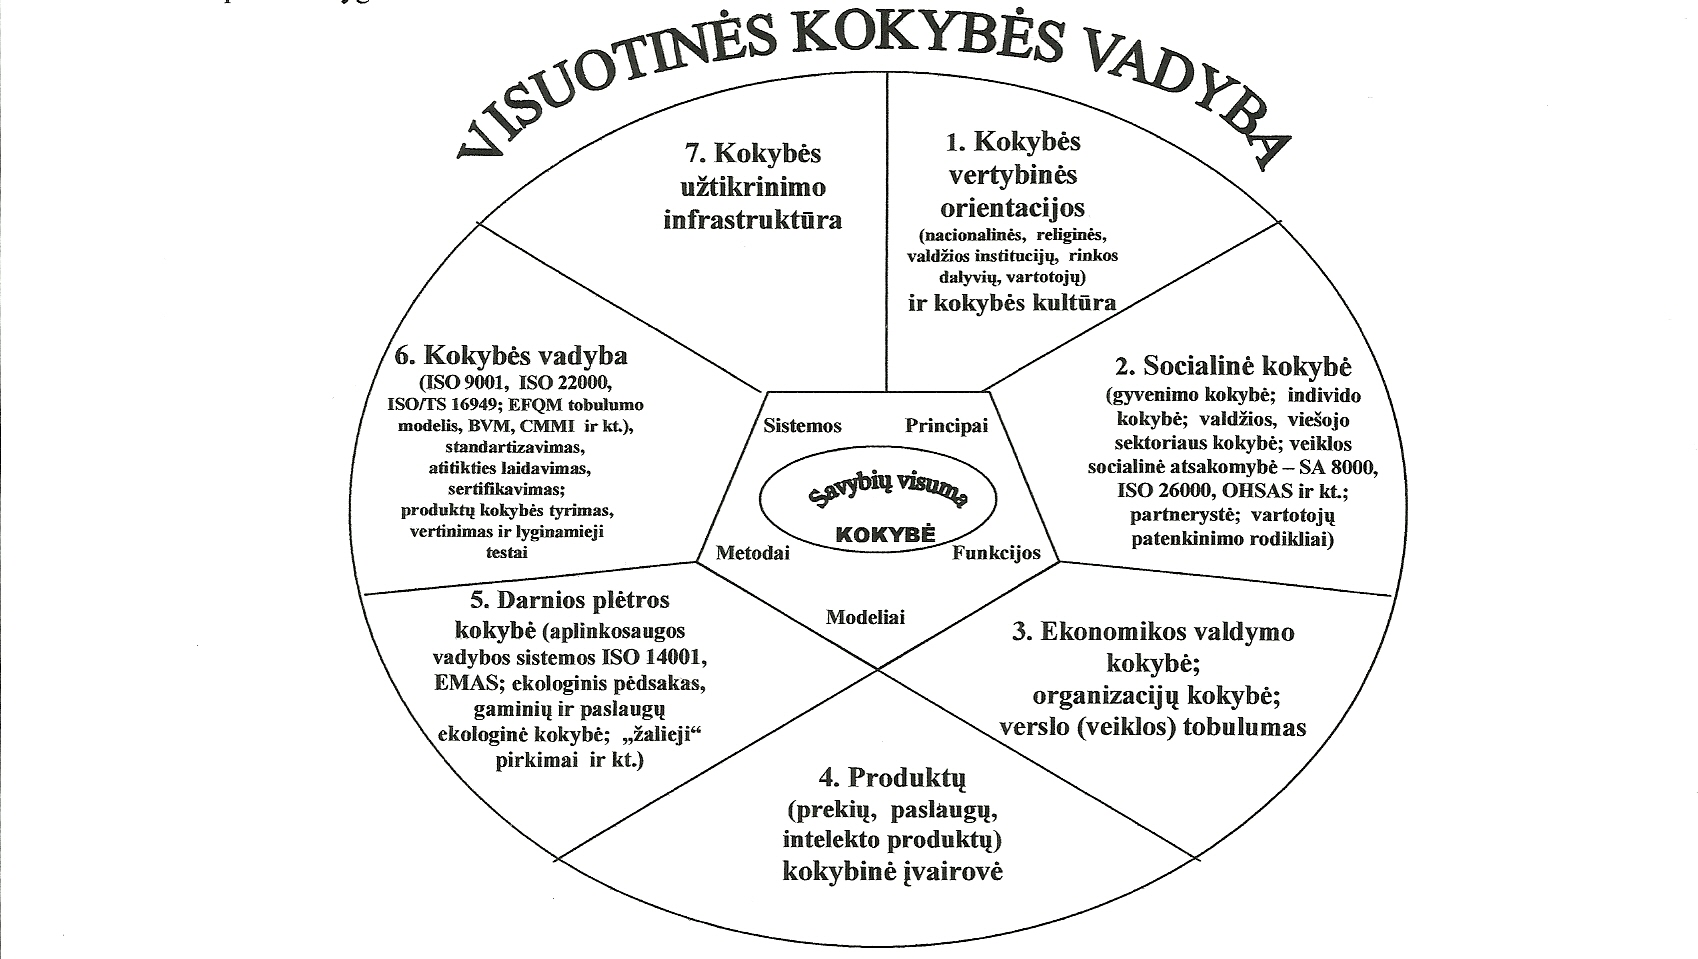 VISUOTINĖS KOKYBĖS VADYBA
1. Kokybės
vertybinės
orientacijos
(nacionalinės, religinės,
valdžios institucijų, rinkos
dalyvių, vartotojų)
ir kokybės kultūra
2. Socialinė kokybė
(gyvenimo kokybė; individo
kokybė; valdžios, viešojo
sektoriaus kokybė; veiklos
socialinė atsakomybė – SA 8000,
ISO 26000, OHSAS ir kt.;
partnerystė; vartotojų
patenkinimo rodikliai)
3. Ekonomikos valdymo
kokybė;
organizacijų kokybė;
verslo (veiklos) tobulumas
4. Produktų
(prekių, paslaugų,
intelekto produktų)
kokybinė įvairovė
5. Darnios plėtros
kokybė (aplinkosaugos
vadybos sistemos ISO 14001,
EMAS; ekologinis pėdsakas,
gaminių ir paslaugų
ekologinė kokybė; „žalieji“
pirkimai ir kt.)
6. Kokybės vadyba
(ISO 9001, ISO 22000,
ISO/TS 16949; EFQM tobulumo
modelis, BVM, CMMI ir kt.),
standartizavimas,
atitikties laidavimas,
sertifikavimas;
produktų kokybės tyrimas,
vertinimas ir lyginamieji
testai
7. Kokybės
užtikrinimo
infrastruktūra
Sistemos
Principai
Savybių visuma
KOKYBĖ
Metodai
Funkcijos
Modeliai